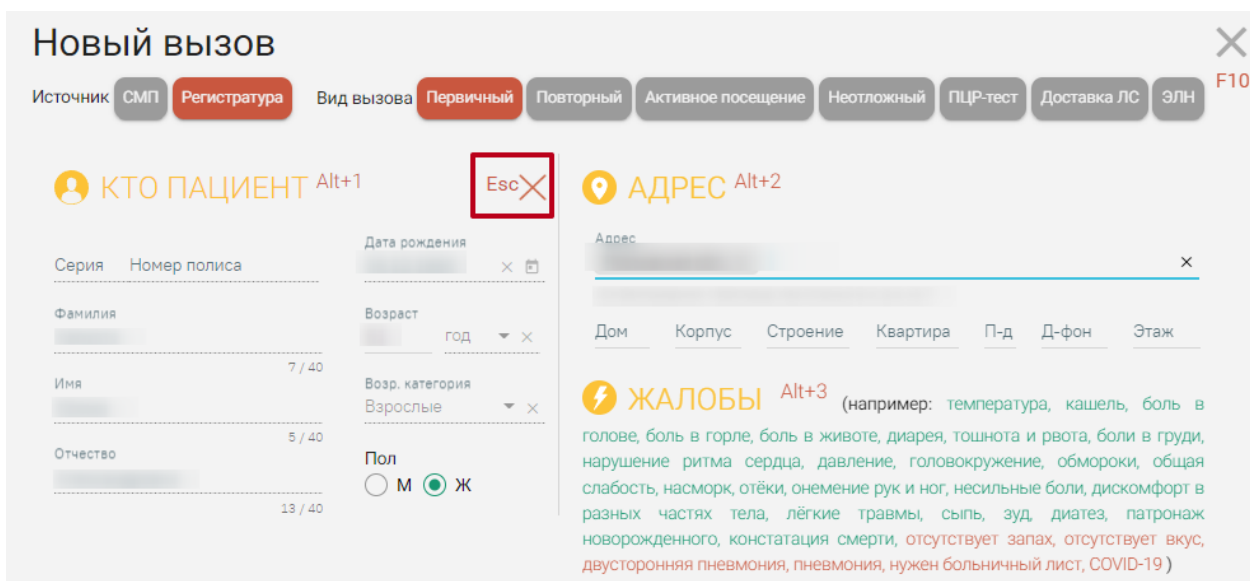 Новый вызов
F10
Источник СМП Регистратура Вид вызова Первичный Повторный Активное посещение Неотложный ПЦР-тест Доставка ЛС ЭЛН
КТО ПАЦИЕНТ Alt+1 Esc
Серия Номер полиса
Дата рождения
Фамилия
7 / 40
Возраст
год
Имя
5 / 40
Возр. категория
Взрослые
Отчество
13 / 40
Пол
М Ж
АДРЕС Alt+2
Адрес
Дом Корпус Строение Квартира П-д Д-фон Этаж
ЖАЛОБЫ Alt+3 (например: температура, кашель, боль в
голове, боль в горле, боль в животе, диарея, тошнота и рвота, боли в груди,
нарушение ритма сердца, давление, головокружение, обмороки, общая
слабость, насморк, отёки, онемение рук и ног, несильные боли, дискомфорт в
разных частях тела, лёгкие травмы, сыпь, зуд, диатез, патронаж
новорожденного, констатация смерти, отсутствует запах, отсутствует вкус,
двусторонняя пневмония, пневмония, нужен больничный лист, COVID-19 )